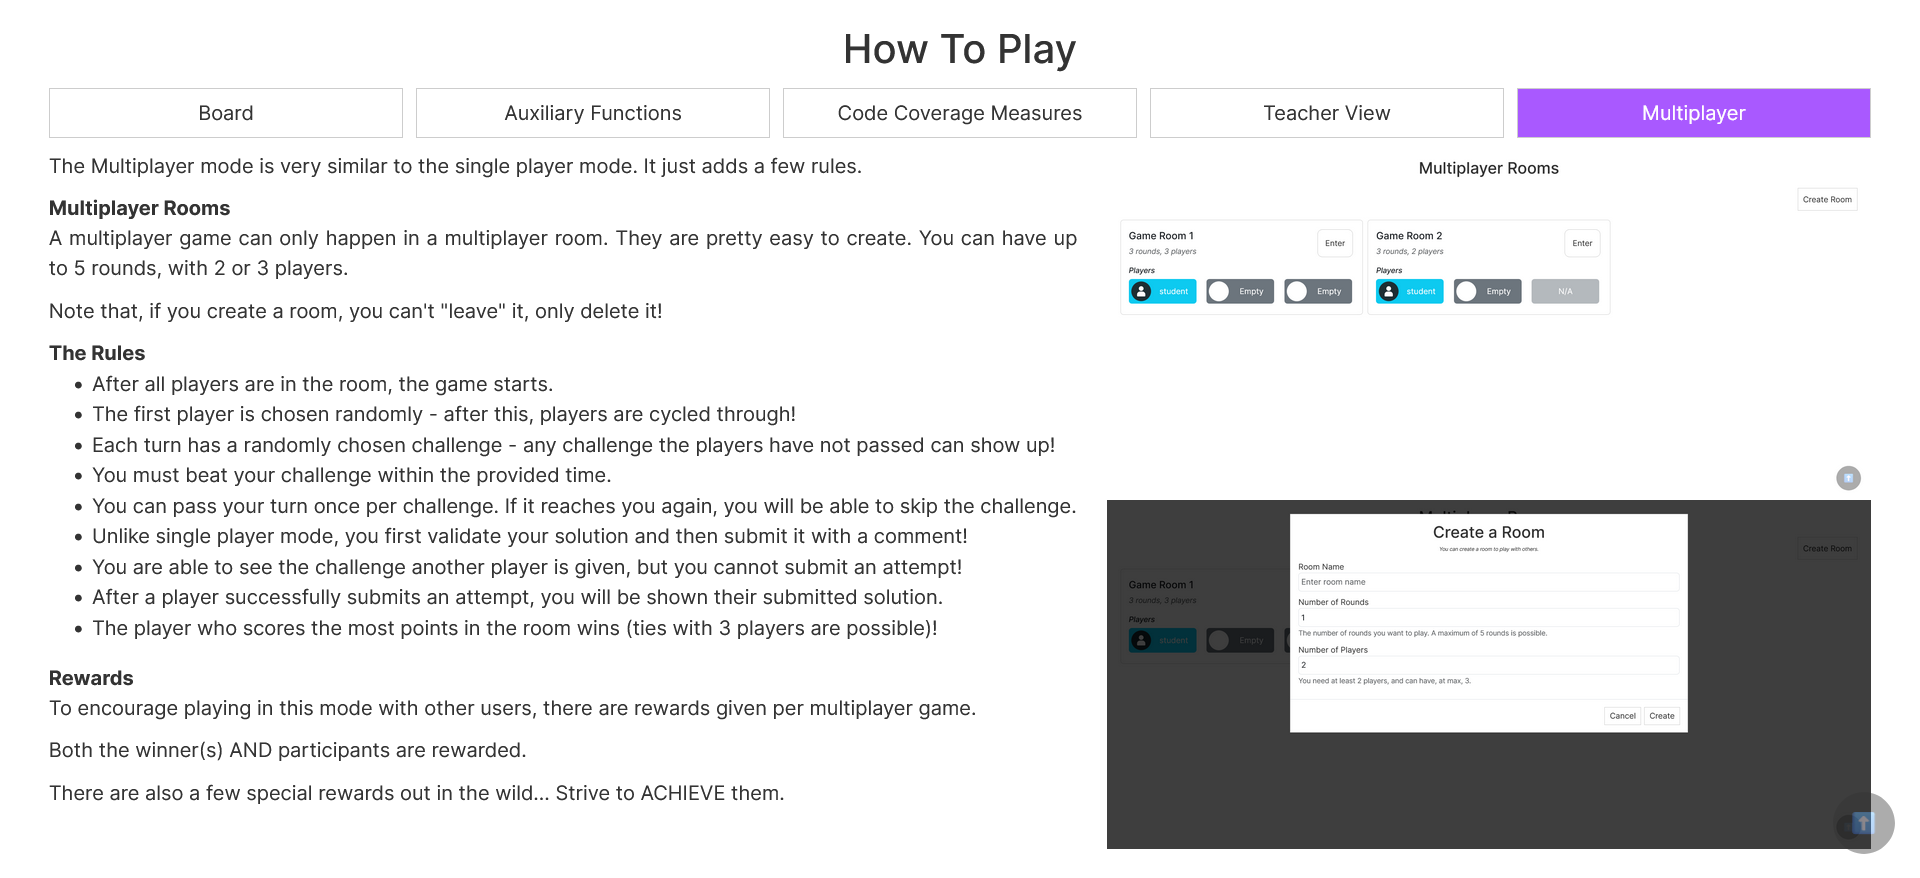 How To Play
Board
Auxiliary Functions
Code Coverage Measures
Teacher View
Multiplayer
The Multiplayer mode is very similar to the single player mode. It just adds a few rules.
Multiplayer Rooms
A multiplayer game can only happen in a multiplayer room. They are pretty easy to create. You can have up
to 5 rounds, with 2 or 3 players.
Note that, if you create a room, you can't "leave" it, only delete it!
The Rules
• After all players are in the room, the game starts.
• The first player is chosen randomly - after this, players are cycled through!
• Each turn has a randomly chosen challenge - any challenge the players have not passed can show up!
• You must beat your challenge within the provided time.
• You can pass your turn once per challenge. If it reaches you again, you will be able to skip the challenge.
• Unlike single player mode, you first validate your solution and then submit it with a comment!
• You are able to see the challenge another player is given, but you cannot submit an attempt!
• After a player successfully submits an attempt, you will be shown their submitted solution.
• The player who scores the most points in the room wins (ties with 3 players are possible)!
Rewards
To encourage playing in this mode with other users, there are rewards given per multiplayer game.
Both the winner(s) AND participants are rewarded.
There are also a few special rewards out in the wild... Strive to ACHIEVE them.
Multiplayer Rooms
Create Room
Game Room 1
Enter
3 rounds, 3 players
Players
student
Empty
Empty
Game Room 2
Enter
3 rounds, 2 players
Players
student
Empty
N/A
Create a Room
You can create a room to play with others.
Create Room
Room Name
Enter room name
Number of Rounds
1
The number of rounds you want to play. A maximum of 5 rounds is possible.
Number of Players
2
You need at least 2 players, and can have, at max, 3.
Cancel
Create
Game Room 1
3 rounds, 3 players
Players
student
Empty